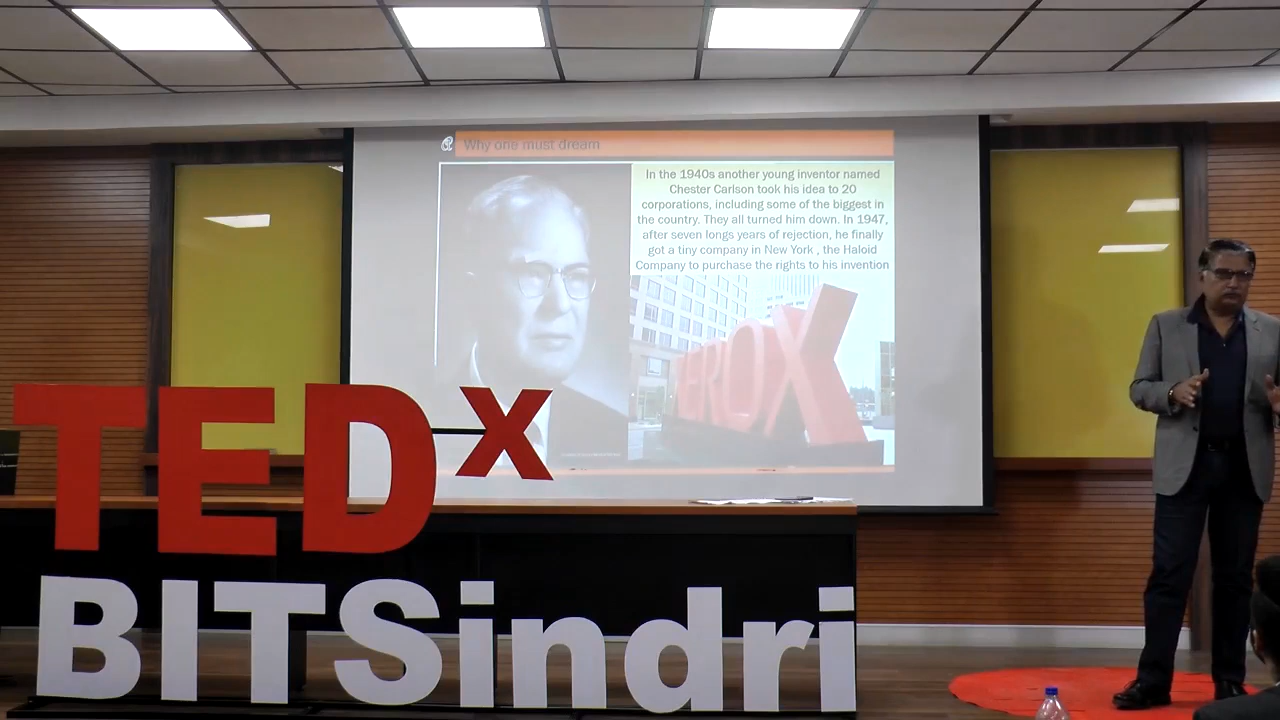 Why one must dream
In the 1940s another young inventor named
Chester Carlson took his idea to 20
corporations, including some of the biggest in
the country. They all turned him down. In 1947,
after seven longs years of rejection, he finally
got a tiny company in New York , the Haloid
Company to purchase the rights to his invention
XEROX
TEDx
BITSindri